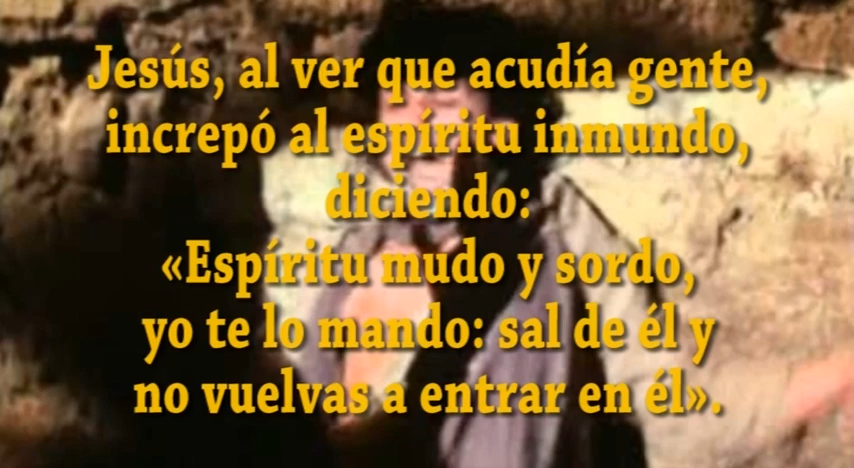 Jesús, al ver que acudía gente,
increpó al espíritu inmundo,
diciendo:
«Espíritu mudo y sordo,
yo te lo mando: sal de él y
no vuelvas a entrar en él».